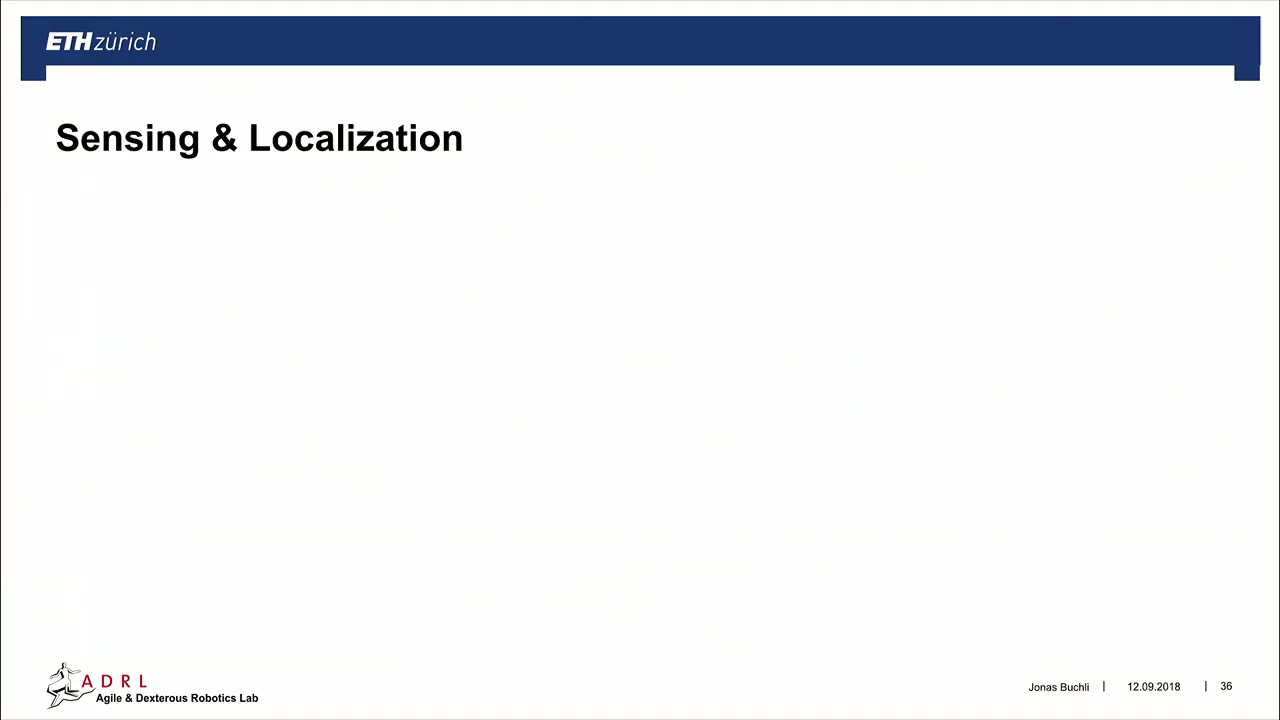 ETH zürich
Sensing & Localization
A D R L
Agile & Dexterous Robotics Lab
Jonas Buchli | 12.09.2018 | 36